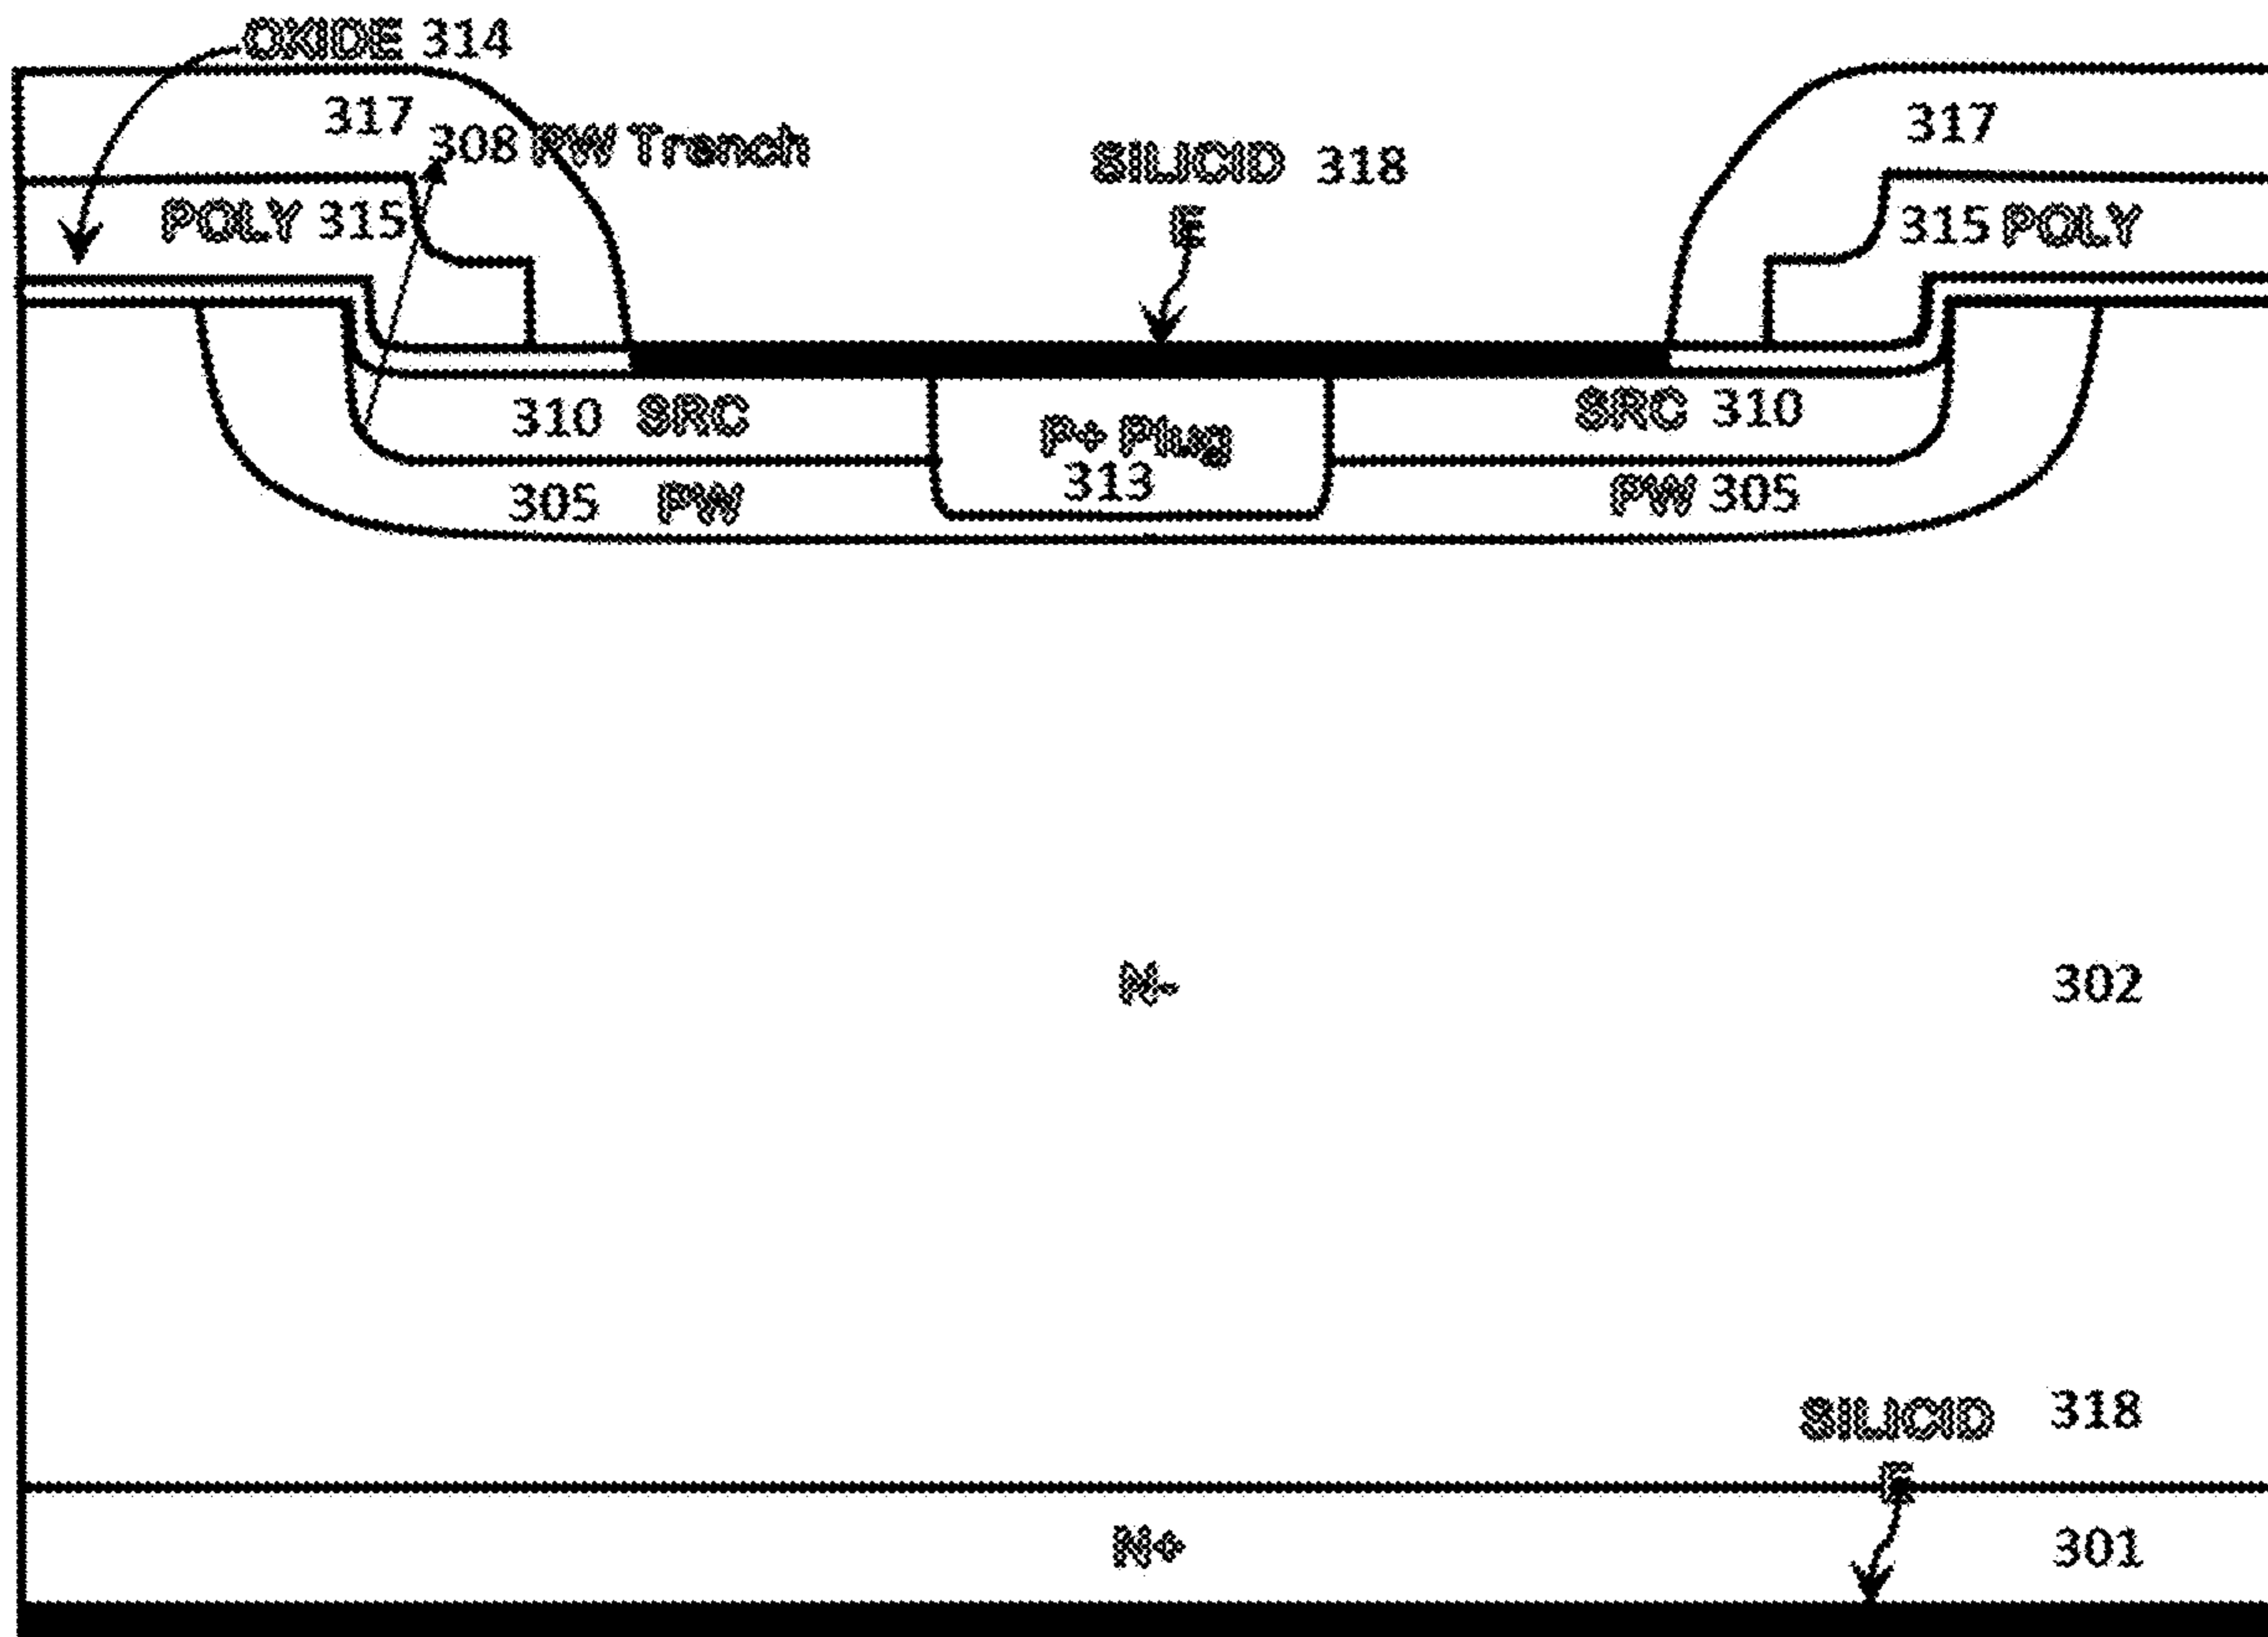 OXIDE 314
317
308 PW Trench
SILICID 318
E
317
POLY 315
315 POLY
310 SRC
P+ Plug
313
SRC 310
305 PW
PW 305
N-
302
SILICID 318
E
N+
301